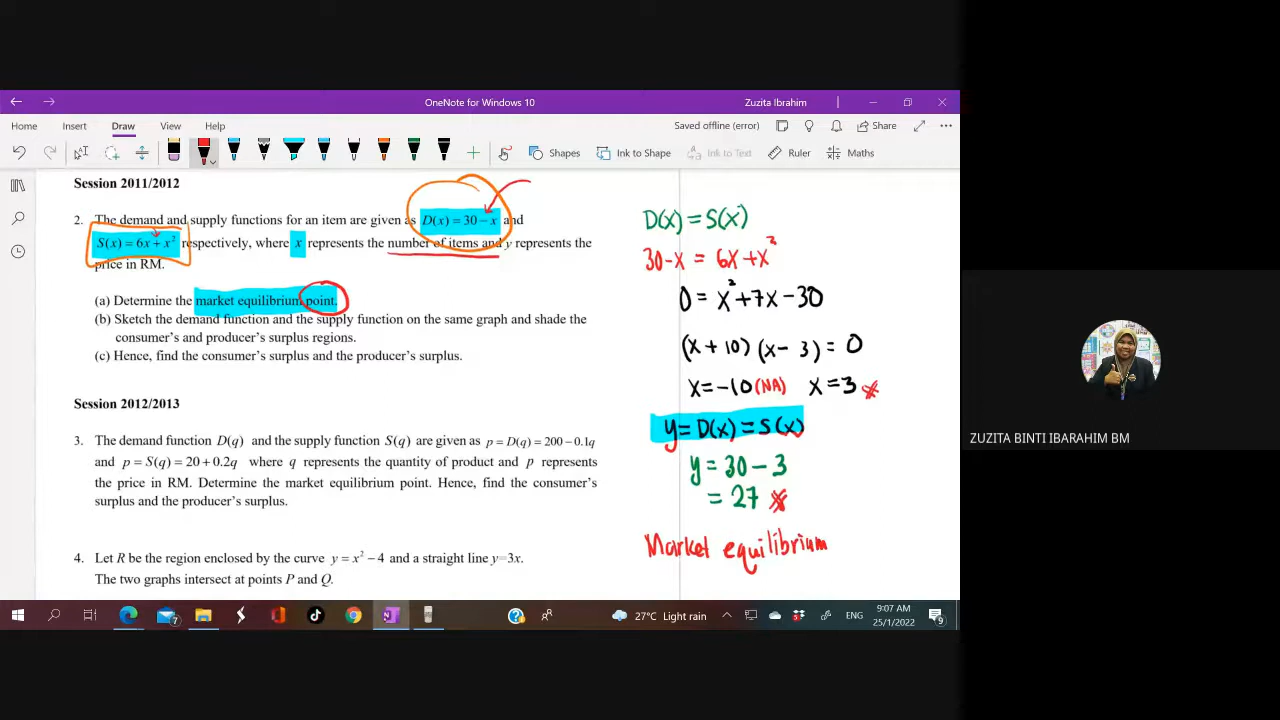 OneNote for Windows 10
Zuzita Ibrahim
Home Insert Draw View Help
Saved offline (error) Share
Shapes Ink to Shape Ink to Text Ruler Maths
Session 2011/2012
2. The demand and supply functions for an item are given as D(x) = 30 − x and
S(x) = 6x + x² respectively, where x represents the number of items and y represents the
price in RM.
(a) Determine the market equilibrium point.
(b) Sketch the demand function and the supply function on the same graph and shade the
consumer's and producer's surplus regions.
(c) Hence, find the consumer's surplus and the producer's surplus.
Session 2012/2013
3. The demand function D(q) and the supply function S(q) are given as p = D(q) = 200 − 0.1q
and p = S(q) = 20 + 0.2q where q represents the quantity of product and p represents
the price in RM. Determine the market equilibrium point. Hence, find the consumer's
surplus and the producer's surplus.
4. Let R be the region enclosed by the curve y = x² − 4 and a straight line y=3x.
The two graphs intersect at points P and Q.
D(x) = S(x)
30-x = 6x+x²
0 = x²+7x-30
(x+10)(x-3)=0
x=-10(NA) x=3
y=D(x)=S(x)
y=30-3
=27
Market equilibrium
ZUZITA BINTI IBARAHIM BM
27°C Light rain
ENG
9:07 AM
25/1/2022
7
9